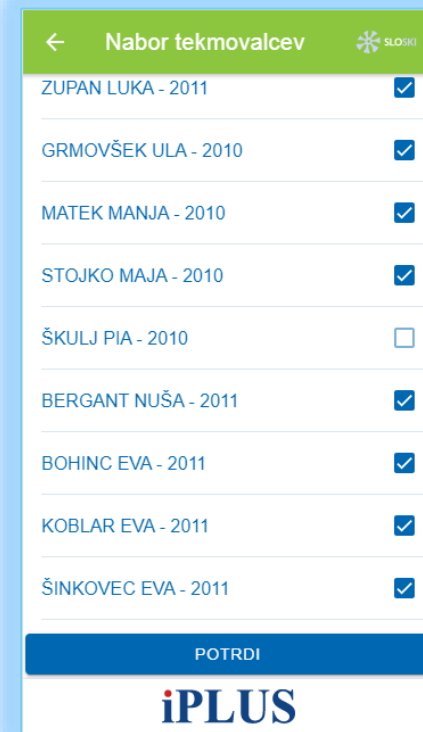 Nabor tekmovalcev
SLOSKI
ZUPAN LUKA - 2011
GRMOVŠEK ULA - 2010
MATEK MANJA - 2010
STOJKO MAJA - 2010
ŠKULJ PIA - 2010
BERGANT NUŠA - 2011
BOHINC EVA - 2011
KOBLAR EVA - 2011
ŠINKOVEC EVA - 2011
POTRDI
iPLUS